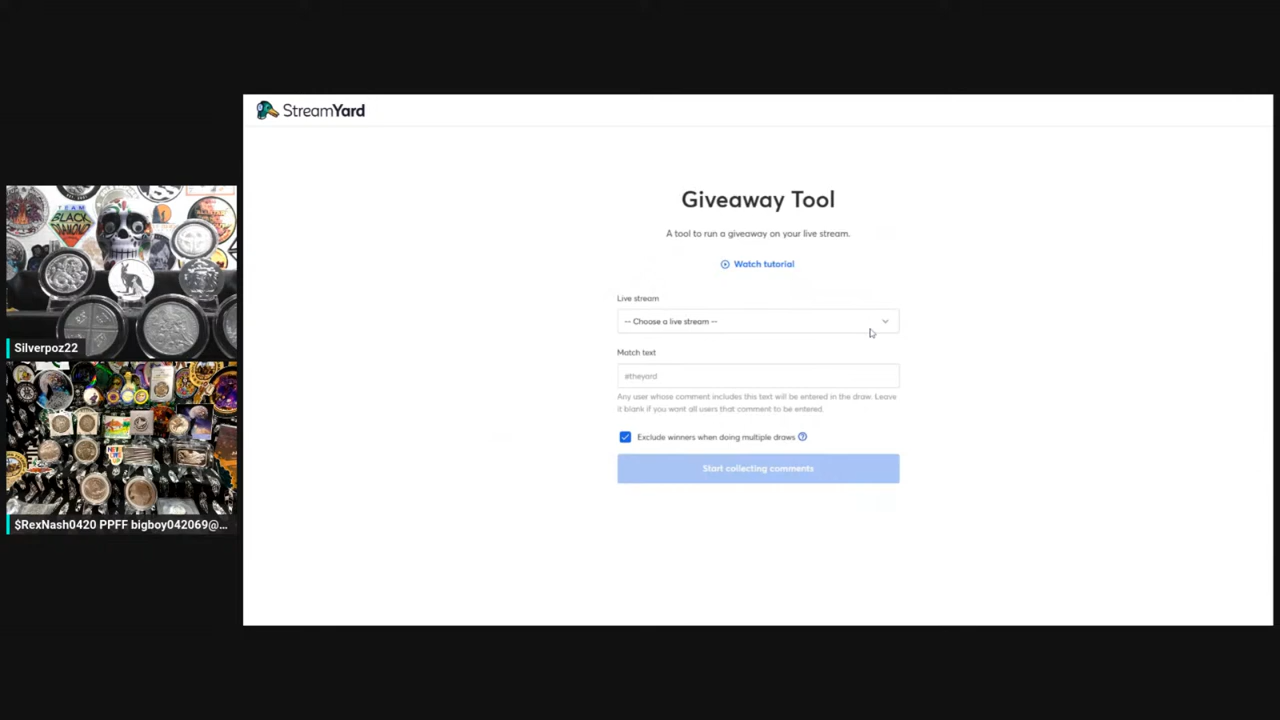 StreamYard
Giveaway Tool
A tool to run a giveaway on your live stream.
Watch tutorial
Live stream
-- Choose a live stream --
Match text
#theyard
Any user whose comment includes this text will be entered in the draw. Leave
it blank if you want all users that comment to be entered.
Exclude winners when doing multiple draws
Start collecting comments
TEAM
BLACK
DIAMOND
Silverpoz22
$RexNash0420 PPFF bigboy042069@...